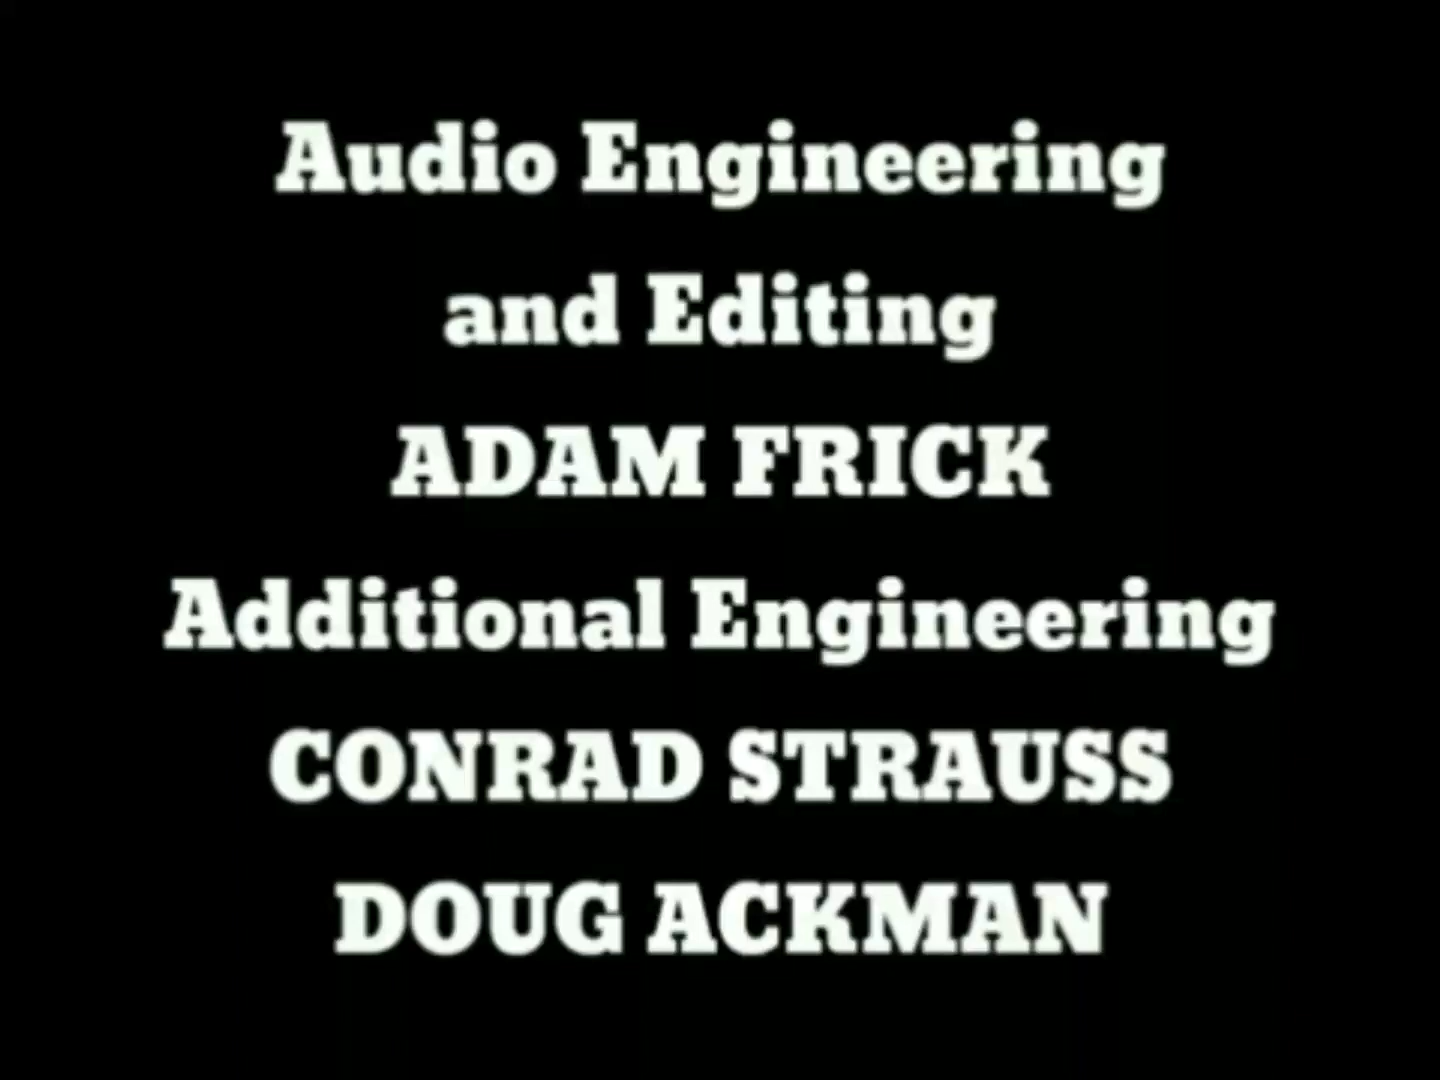 Audio Engineering
and Editing
ADAM FRICK
Additional Engineering
CONRAD STRAUSS
DOUG ACKMAN